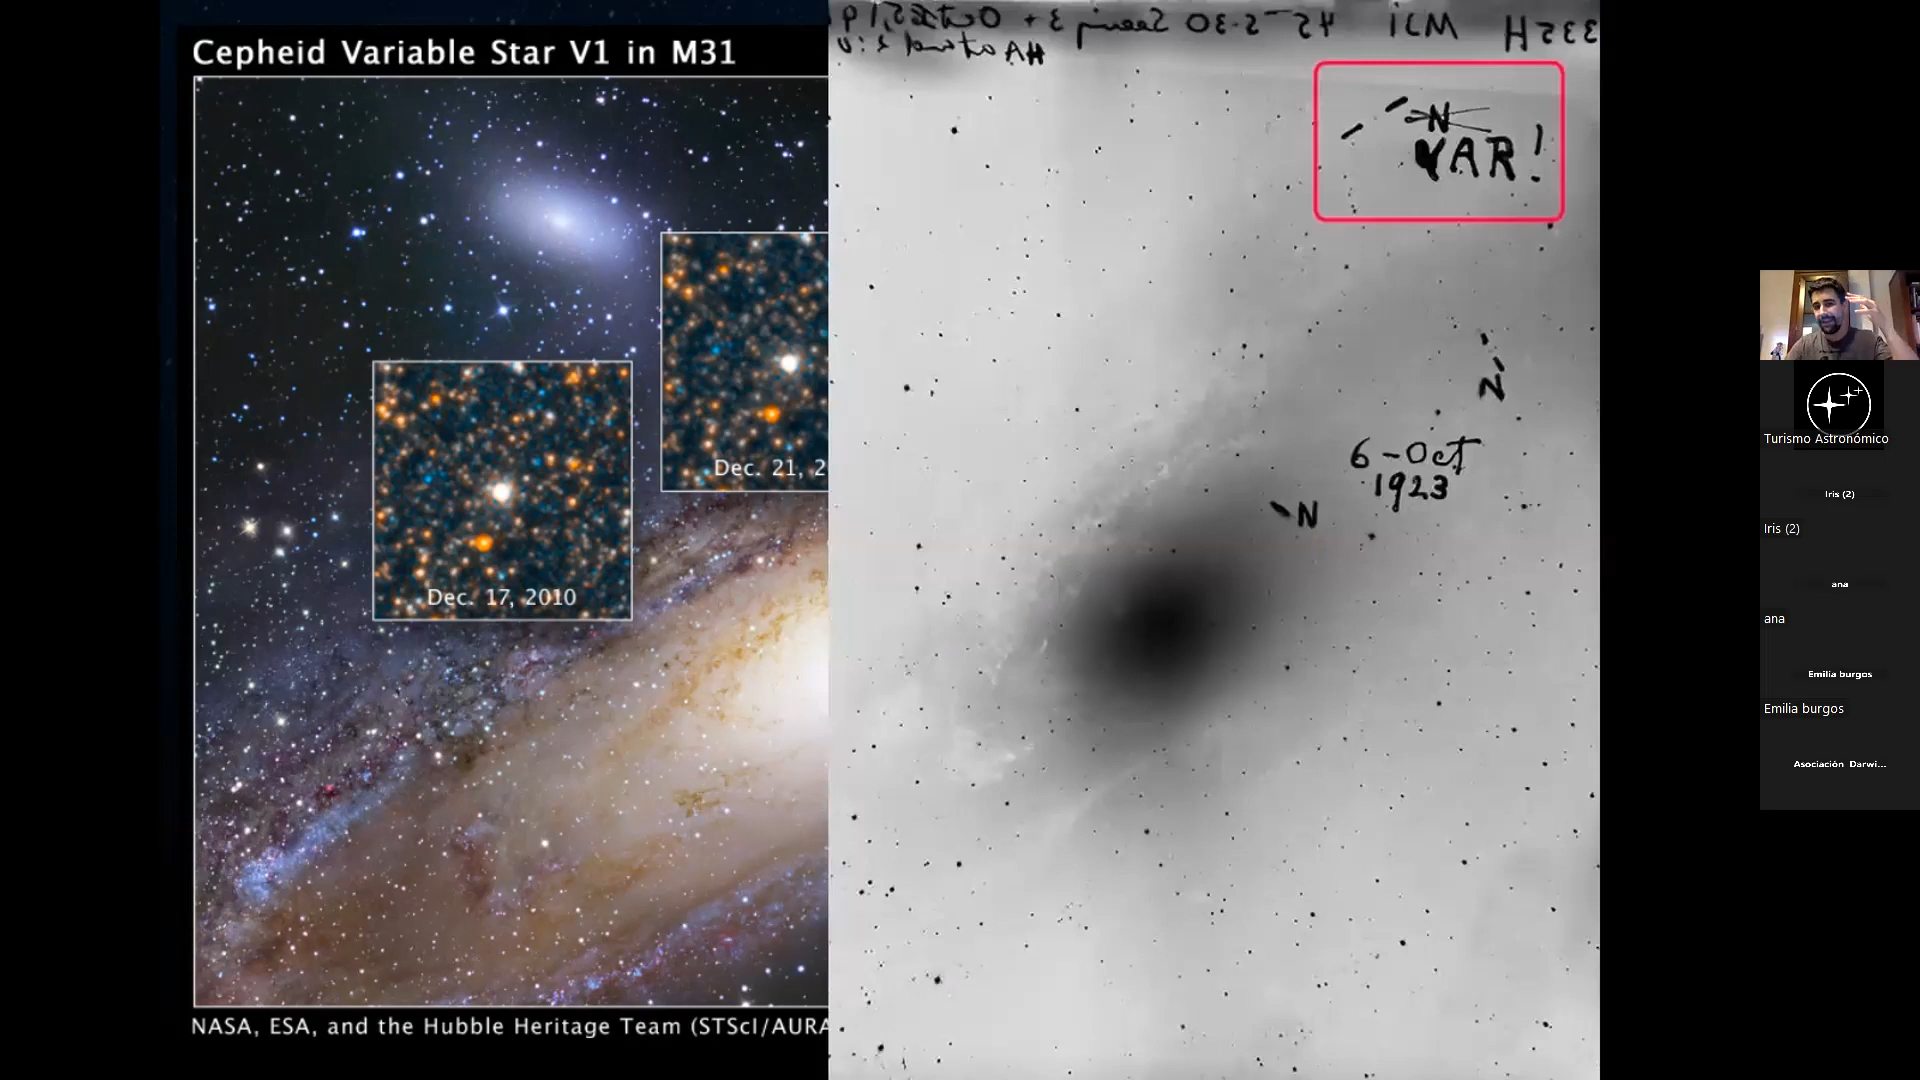 Cepheid Variable Star V1 in M31
Dec. 21, 2
Dec. 17, 2010
NASA, ESA, and the Hubble Heritage Team (STScI/AURA
H335H
N
VAR!
N
6-Oct
1923
N
Turismo Astronómico
Iris (2)
Iris (2)
ana
ana
Emilia burgos
Emilia burgos
Asociación Darwi...